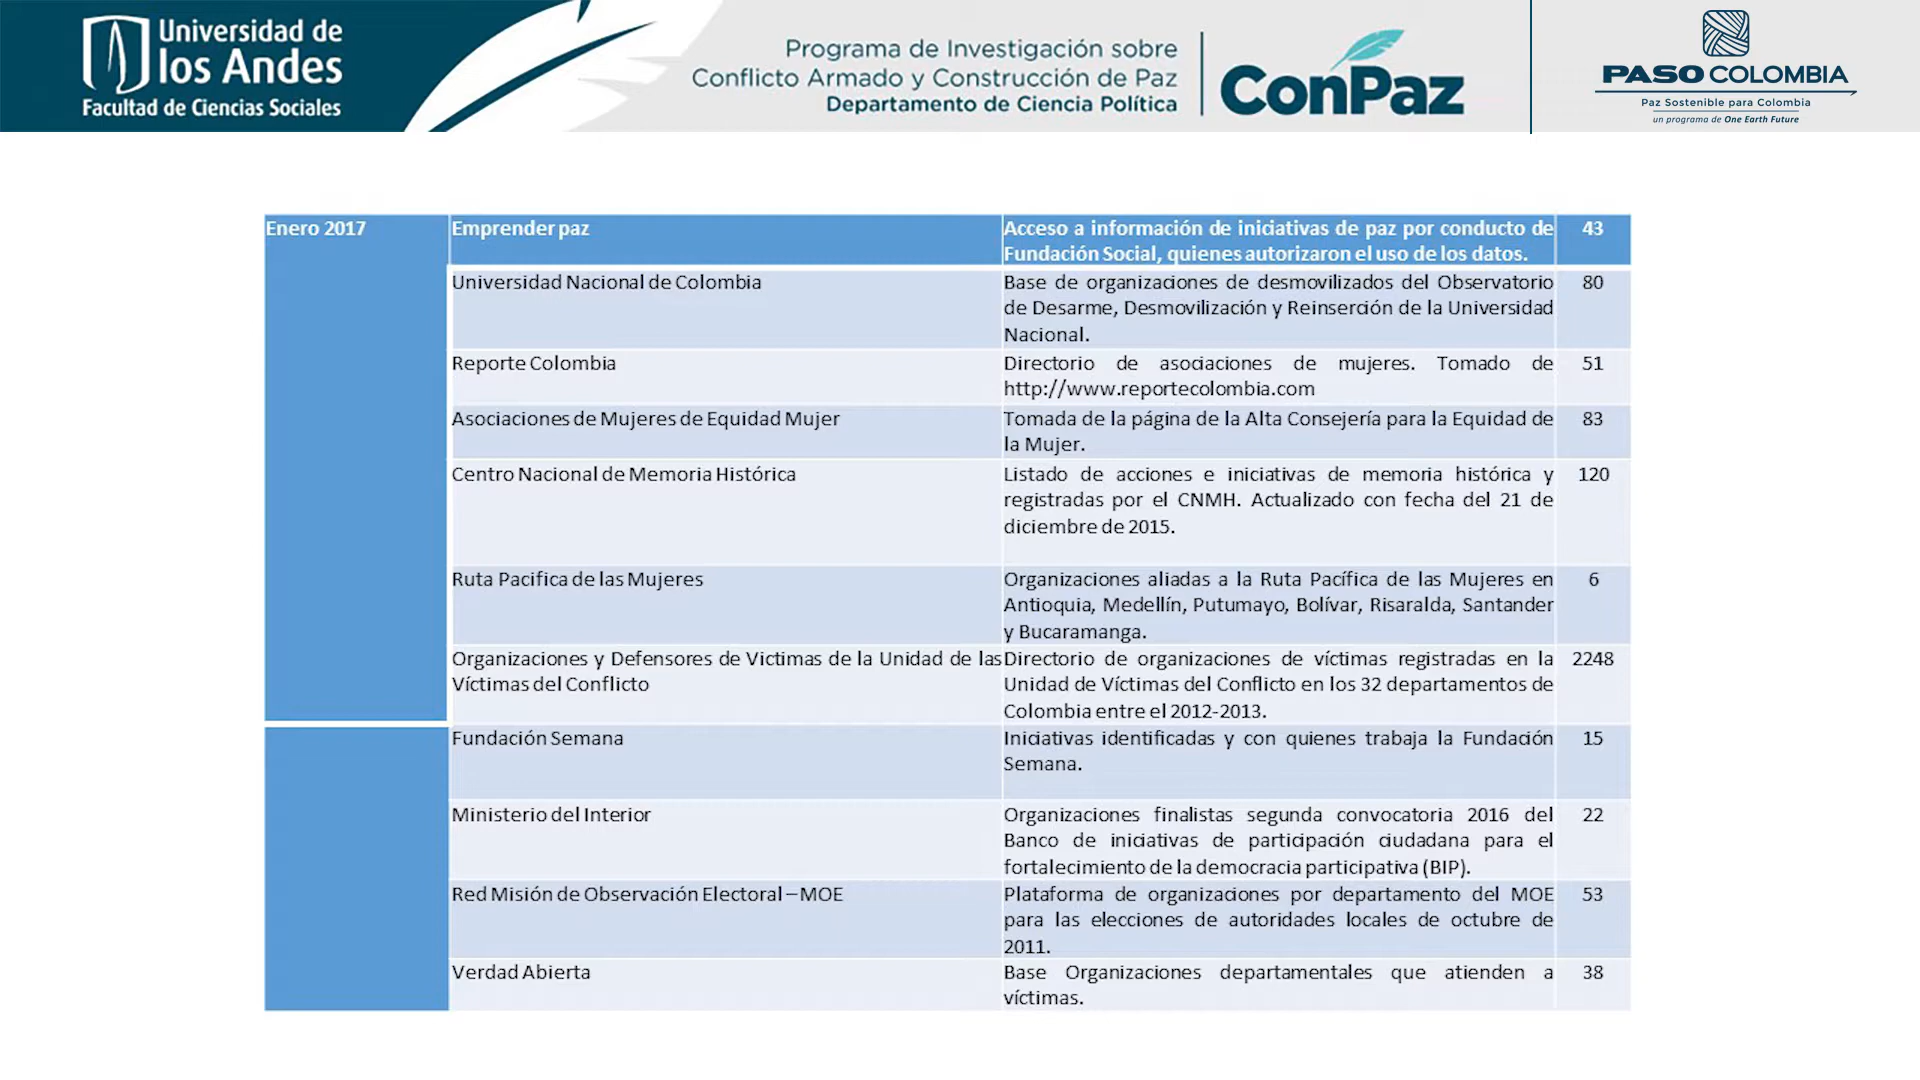 Universidad de
los Andes
Facultad de Ciencias Sociales
Programa de Investigación sobre
Conflicto Armado y Construcción de Paz
Departamento de Ciencia Política
ConPaz
PASO COLOMBIA
Paz Sostenible para Colombia
un programa de One Earth Future
Enero 2017
Emprender paz
Acceso a información de iniciativas de paz por conducto de
Fundación Social, quienes autorizaron el uso de los datos.
43
Universidad Nacional de Colombia
Base de organizaciones de desmovilizados del Observatorio
de Desarme, Desmovilización y Reinserción de la Universidad
Nacional.
80
Reporte Colombia
Directorio de asociaciones de mujeres. Tomado de
http://www.reportecolombia.com
51
Asociaciones de Mujeres de Equidad Mujer
Tomada de la página de la Alta Consejería para la Equidad de
la Mujer.
83
Centro Nacional de Memoria Histórica
Listado de acciones e iniciativas de memoria histórica y
registradas por el CNMH. Actualizado con fecha del 21 de
diciembre de 2015.
120
Ruta Pacifica de las Mujeres
Organizaciones aliadas a la Ruta Pacífica de las Mujeres en
Antioquia, Medellín, Putumayo, Bolívar, Risaralda, Santander
y Bucaramanga.
6
Organizaciones y Defensores de Victimas de la Unidad de las
Víctimas del Conflicto
Directorio de organizaciones de víctimas registradas en la
Unidad de Víctimas del Conflicto en los 32 departamentos de
Colombia entre el 2012-2013.
2248
Fundación Semana
Iniciativas identificadas y con quienes trabaja la Fundación
Semana.
15
Ministerio del Interior
Organizaciones finalistas segunda convocatoria 2016 del
Banco de iniciativas de participación ciudadana para el
fortalecimiento de la democracia participativa (BIP).
22
Red Misión de Observación Electoral – MOE
Plataforma de organizaciones por departamento del MOE
para las elecciones de autoridades locales de octubre de
2011.
53
Verdad Abierta
Base Organizaciones departamentales que atienden a
víctimas.
38